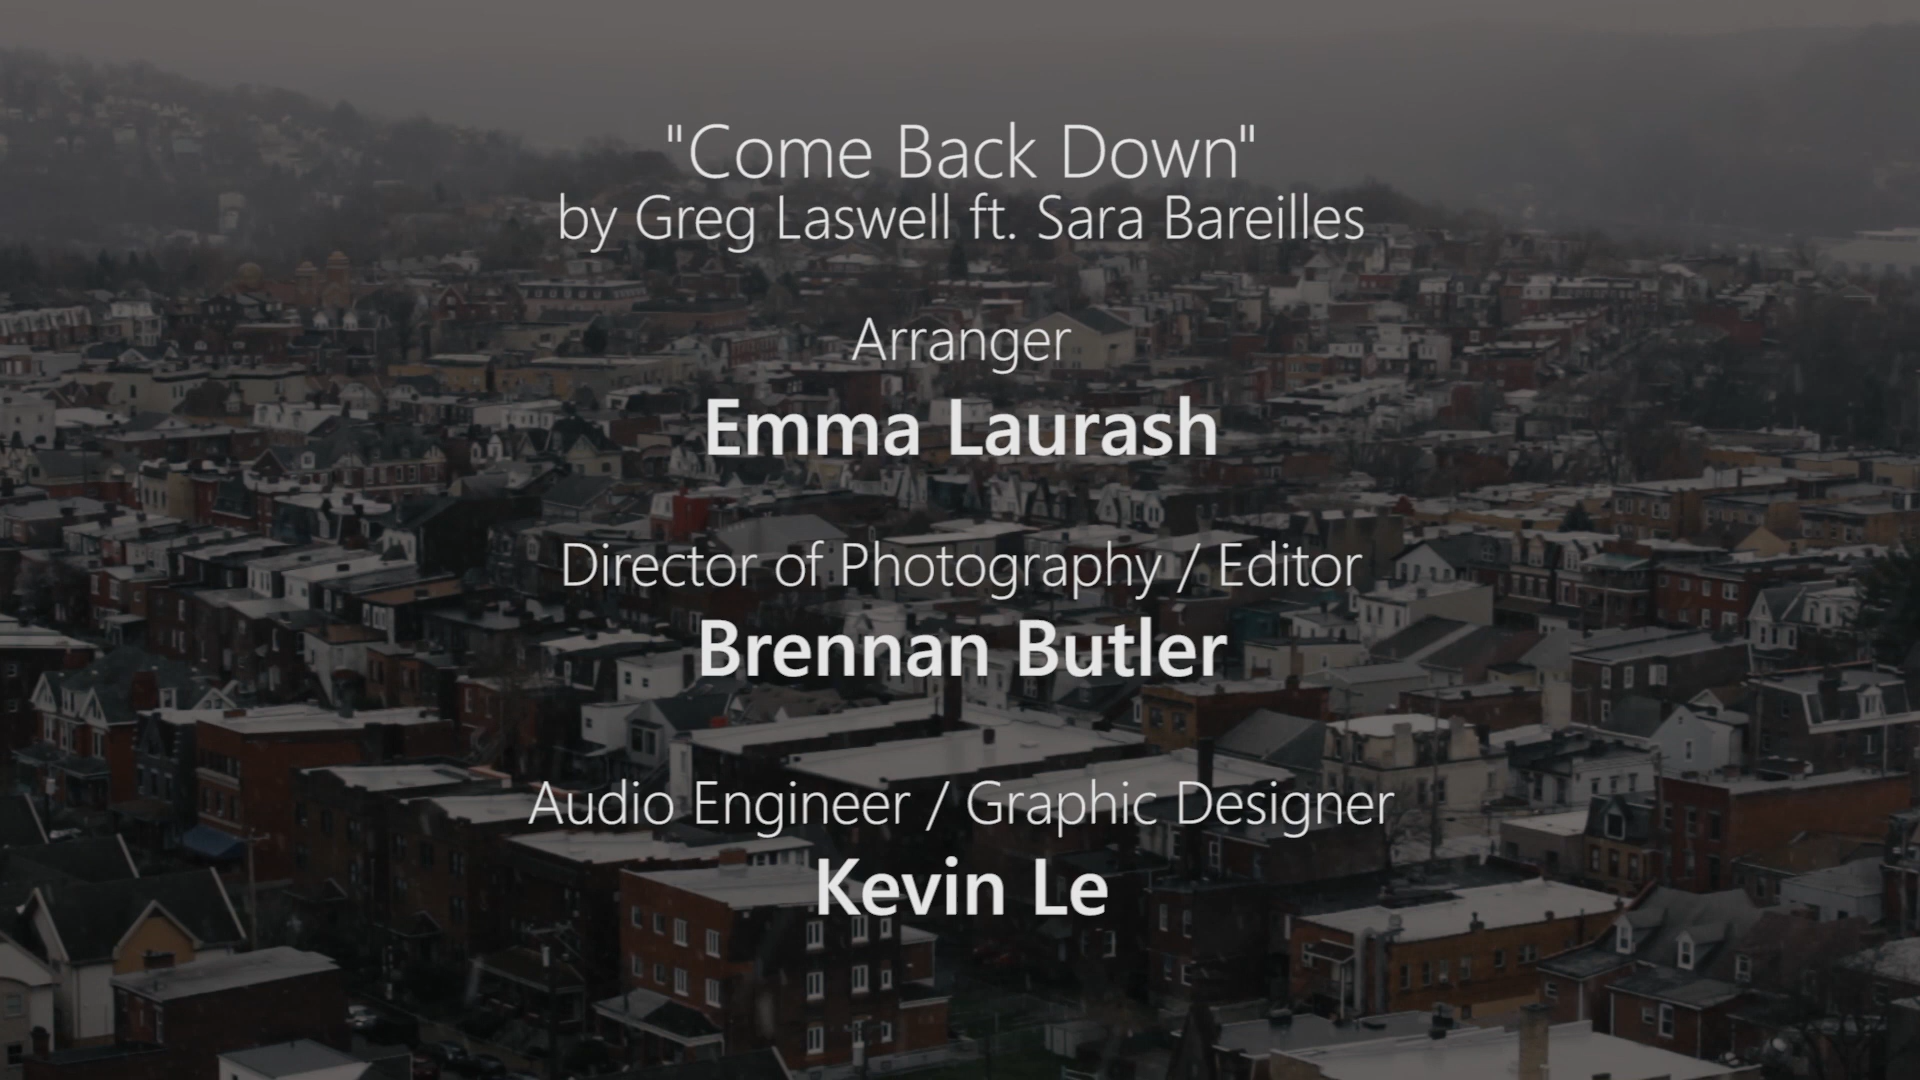 "Come Back Down"
by Greg Laswell ft. Sara Bareilles
Arranger
Emma Laurash
Director of Photography / Editor
Brennan Butler
Audio Engineer / Graphic Designer
Kevin Le